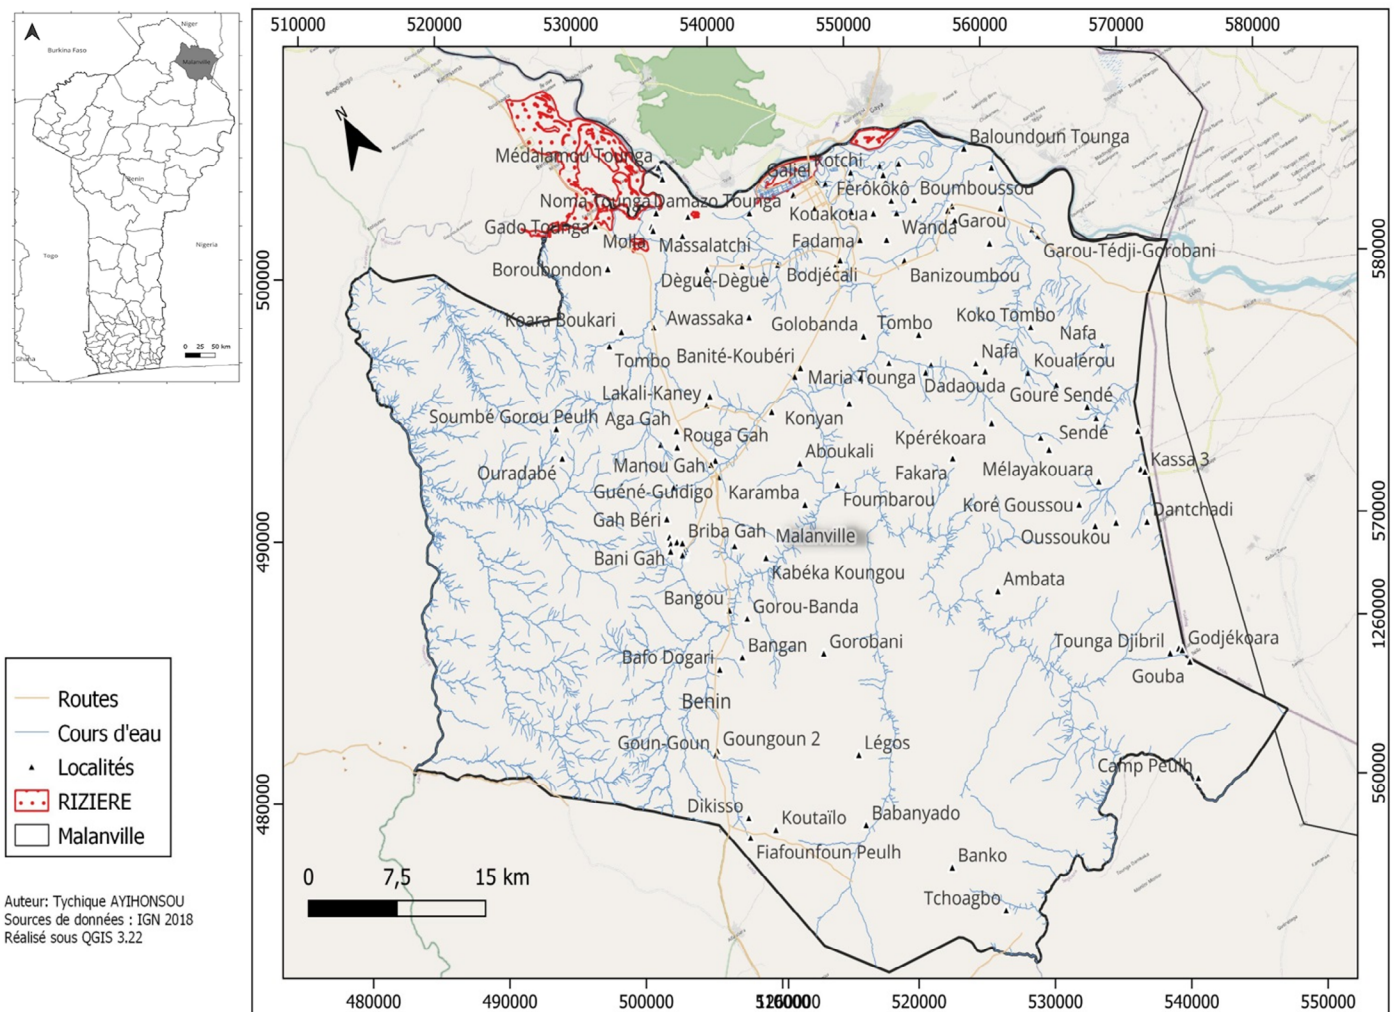 510000 520000 530000 540000 550000 560000 570000 580000
Niger
Burkina Faso
Malanville
Benin
Nigeria
Togo
Ghana
0 25 50 km
N
Gaya
Baloundoun Tounga
Médalamou Tounga
Galiel
Kotchi
Fèrôkôkô
Boumboussou
Noma Tounga
Damazo Tounga
Kouakoua
Garou
Gado Tounga
Molla
Massalatchi
Fadama
Wanda
Garou-Tédji-Gorobani
Boroubondon
Dègué-Dègué
Bodjécali
Banizoumbou
Koara Boukari
Awassaka
Golobanda
Tombo
Koko Tombo
Nafa
Tombo
Banité-Koubéri
Nafa
Koualérou
Maria Tounga
Dadaouda
Gouré Sendé
Lakali-Kaney
Soumbé Gorou Peulh
Aga Gah
Konyan
Rouga Gah
Kpérékoara
Sendé
Ouradabé
Manou Gah
Aboukali
Fakara
Mélayakouara
Kassa 3
Guéné-Guidigo
Karamba
Foumbarou
Koré Goussou
Dantchadi
Gah Béri
Briba Gah
Malanville
Oussoukou
Bani Gah
Kabéka Koungou
Ambata
Bangou
Gorou-Banda
Bafo Dogari
Bangan
Gorobani
Tounga Djibril
Godjékoara
Gouba
Benin
Goun-Goun
Goungoun 2
Légos
Camp Peulh
Dikisso
Koutaïlo
Babanyado
Fiafounfoun Peulh
Banko
Tchoagbo
500000
490000
480000
580000
570000
1260000
560000
0 7,5 15 km
480000 490000 500000 510000 520000 530000 540000 550000
Routes
Cours d'eau
Localités
RIZIERE
Malanville
Auteur: Tychique AYIHONSOU
Sources de données : IGN 2018
Réalisé sous QGIS 3.22